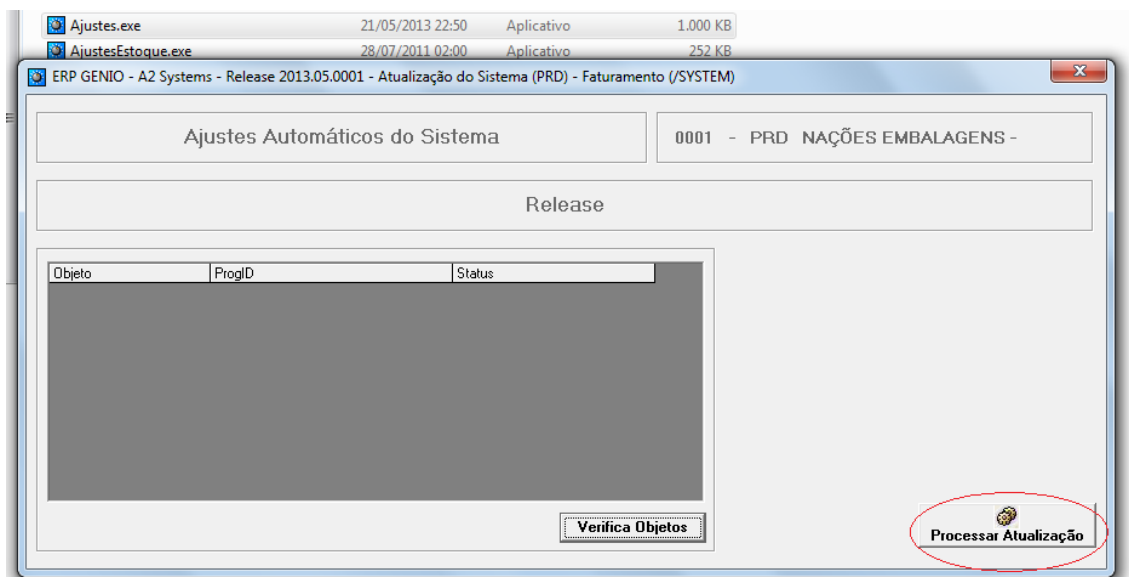 Ajustes.exe 21/05/2013 22:50 Aplicativo 1.000 KB
AjustesEstoque.exe 28/07/2011 02:00 Aplicativo 252 KB
ERP GENIO - A2 Systems - Release 2013.05.0001 - Atualização do Sistema (PRD) - Faturamento (/SYSTEM)
Ajustes Automáticos do Sistema
0001 - PRD NAÇÕES EMBALAGENS -
Release
Objeto ProgID Status
Verifica Objetos
Processar Atualização